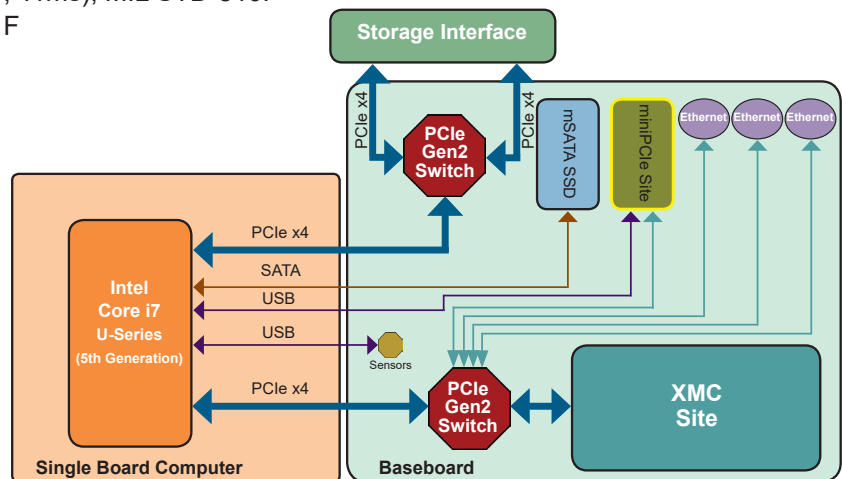 F
Storage Interface
PCIe x4
PCIe x4
PCIe
Gen2
Switch
mSATA SSD
miniPCIe Site
Ethernet
Ethernet
Ethernet
PCIe x4
SATA
USB
USB
Intel
Core i7
U-Series
(5th Generation)
Sensors
PCIe x4
PCIe
Gen2
Switch
XMC
Site
Single Board Computer
Baseboard